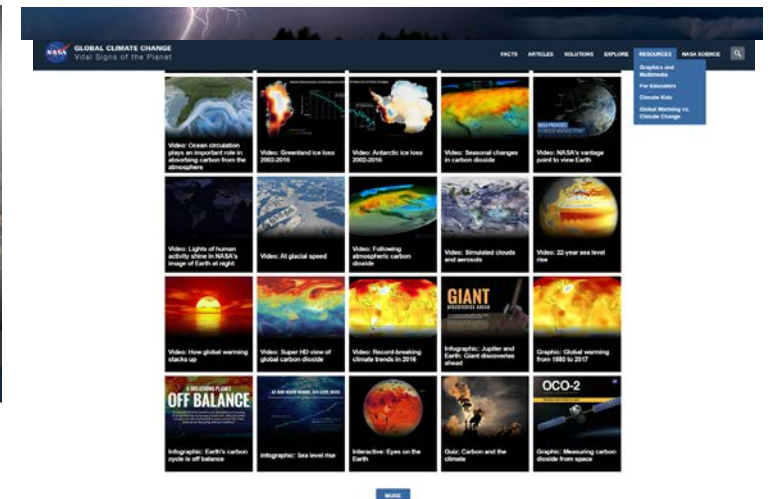 NASA
GLOBAL CLIMATE CHANGE
Vital Signs of the Planet
FACTS ARTICLES SOLUTIONS EXPLORE RESOURCES NASA SCIENCE
Graphics and
Multimedia
For Educators
Climate Kids
Global Warming vs.
Climate Change
Video: Ocean circulation
plays an important role in
absorbing carbon from the
atmosphere
Video: Greenland ice loss
2002-2016
Video: Antarctic ice loss
2002-2016
Video: Seasonal changes
in carbon dioxide
Video: NASA's vantage
point to view Earth
Video: Lights of human
activity shine in NASA's
image of Earth at night
Video: At glacial speed
Video: Following
atmospheric carbon
dioxide
Video: Simulated clouds
and aerosols
Video: 22-year sea level
rise
Video: How global warming
stacks up
Video: Super HD view of
global carbon dioxide
Video: Record-breaking
climate trends in 2016
GIANT
DISCOVERIES AHEAD
Infographic: Jupiter and
Earth: Giant discoveries
ahead
Graphic: Global warming
from 1880 to 2017
A BREATHING PLANET
OFF BALANCE
Infographic: Earth's carbon
cycle is off balance
Infographic: Sea level rise
Interactive: Eyes on the
Earth
Quiz: Carbon and the
climate
OCO-2
Graphic: Measuring carbon
dioxide from space
MORE